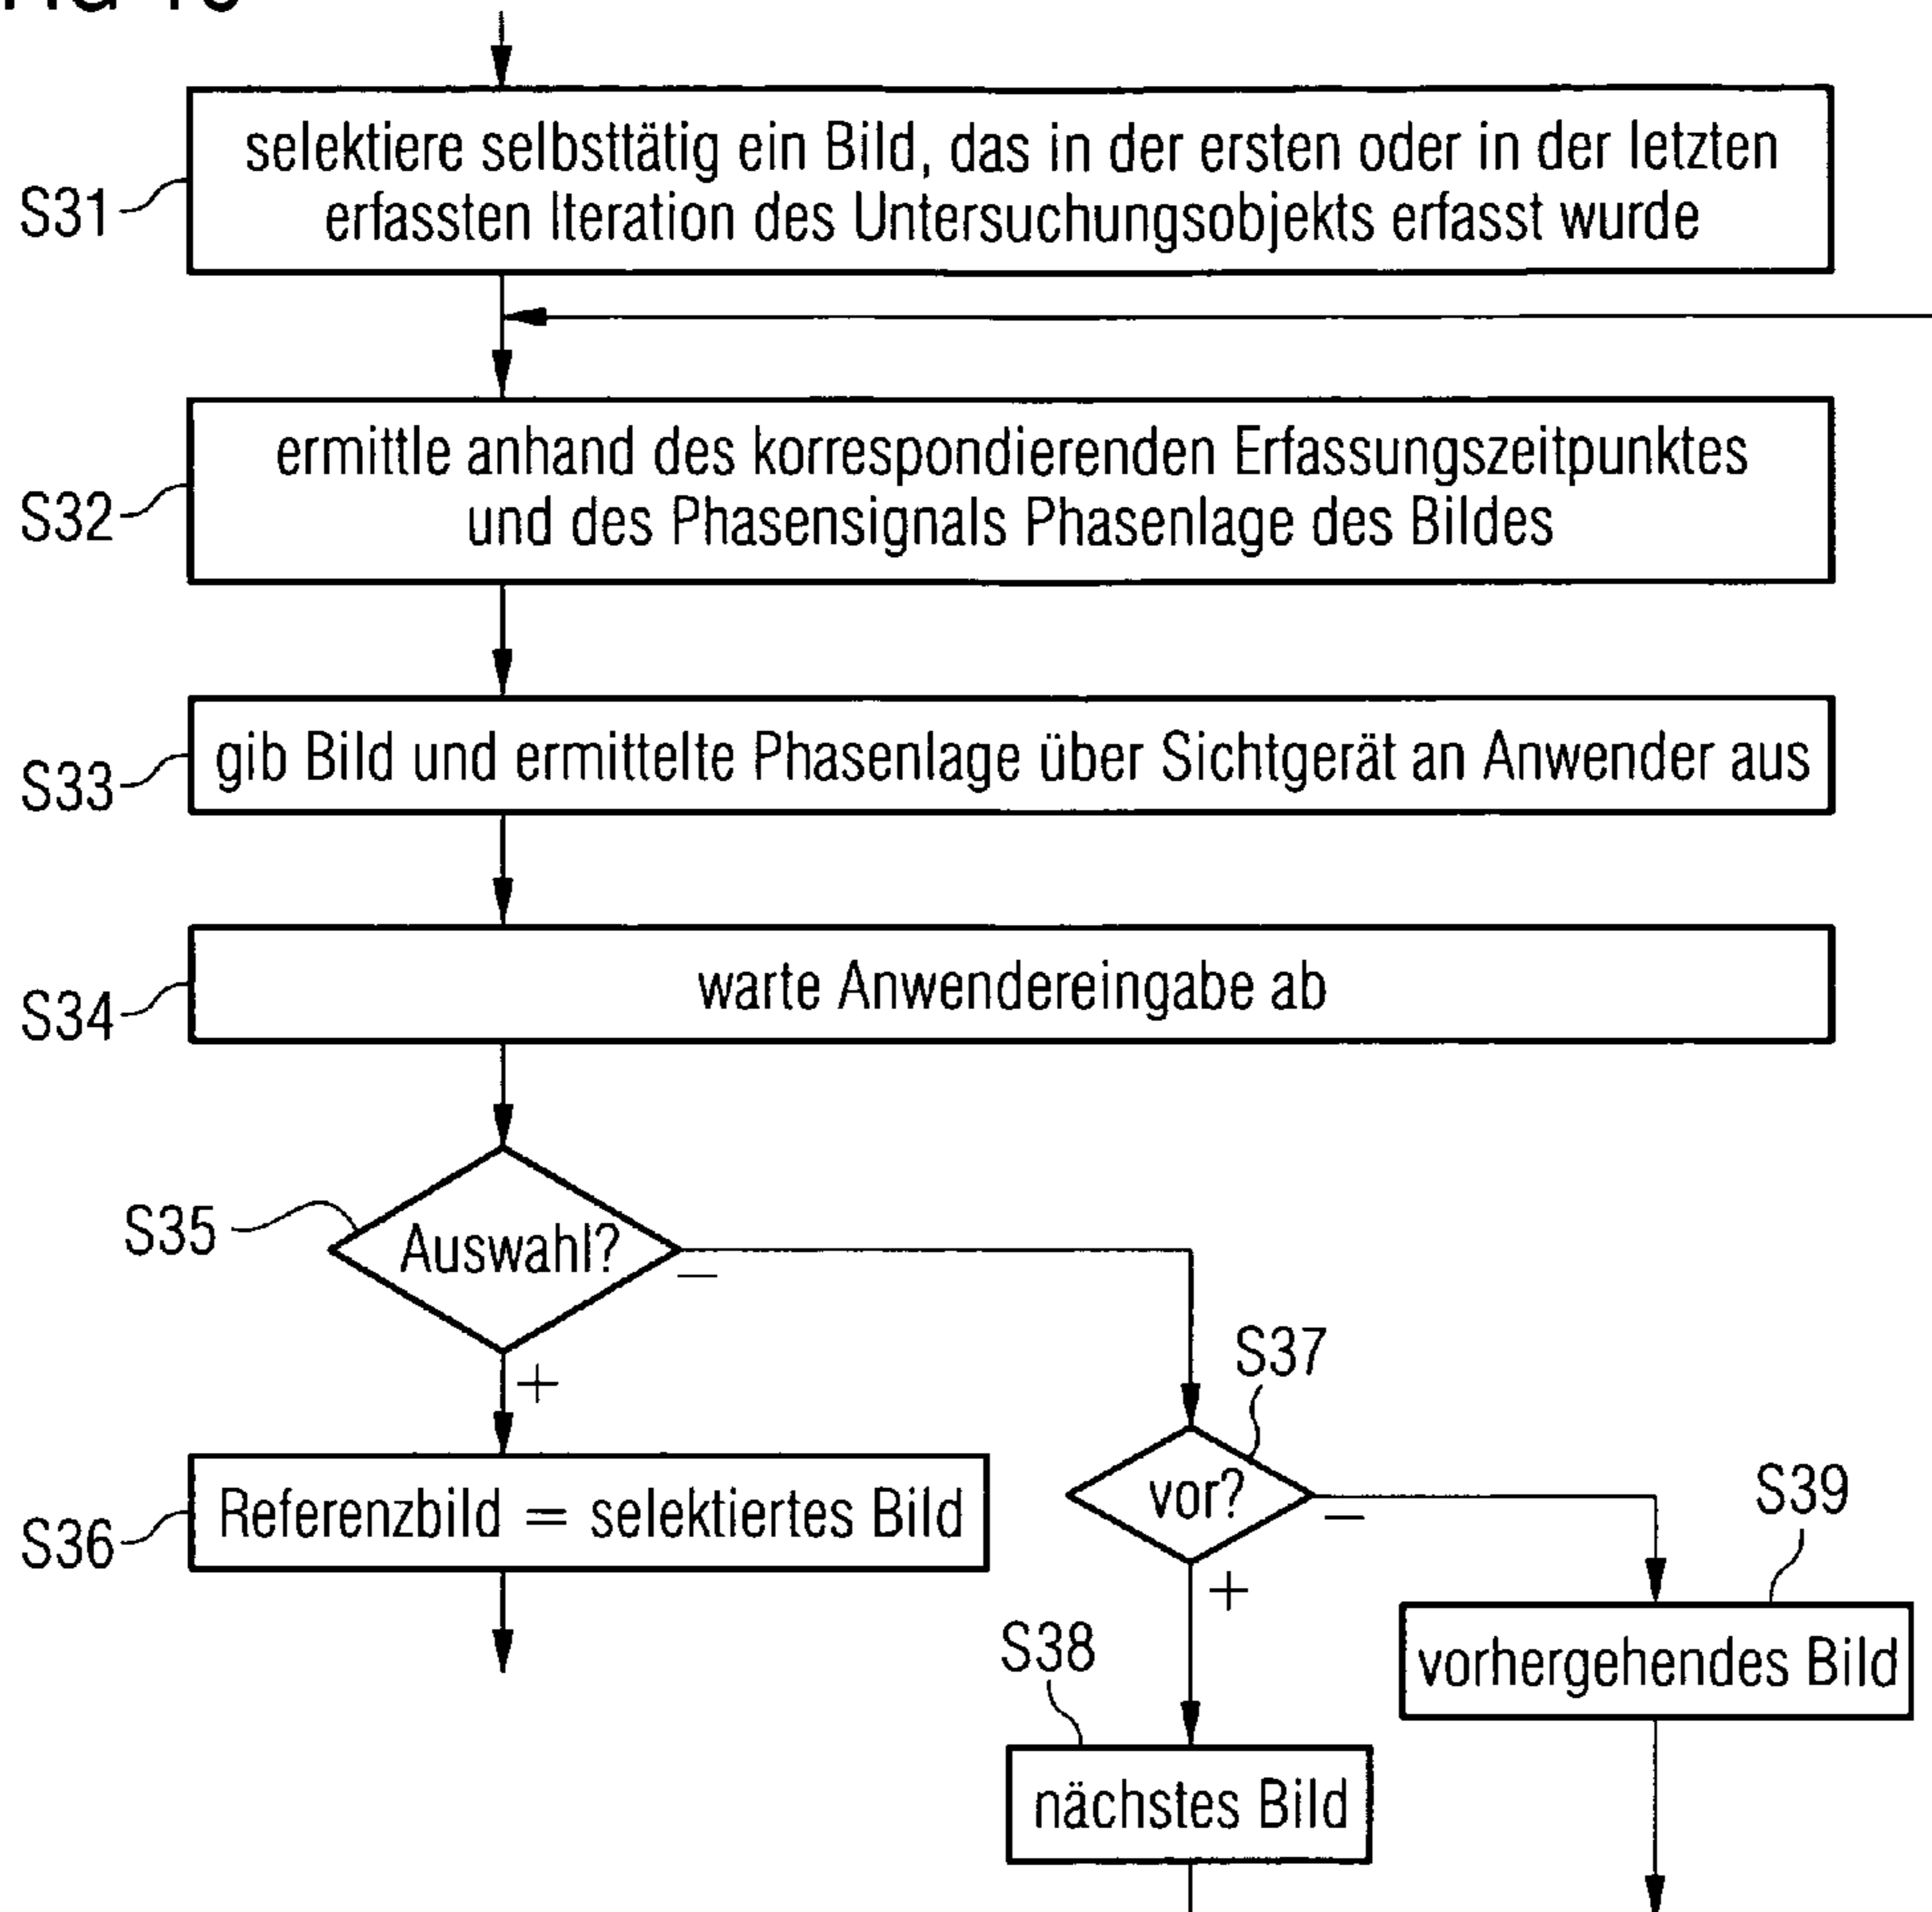 selektiere selbsttätig ein Bild, das in der ersten oder in der letzten
erfassten Iteration des Untersuchungsobjekts erfasst wurde
S31
ermittle anhand des korrespondierenden Erfassungszeitpunktes
und des Phasensignals Phasenlage des Bildes
S32
gib Bild und ermittelte Phasenlage über Sichtgerät an Anwender aus
S33
warte Anwendereingabe ab
S34
S35
Auswahl?
−
+
S37
vor?
−
+
S36
Referenzbild = selektiertes Bild
S39
vorhergehendes Bild
S38
nächstes Bild